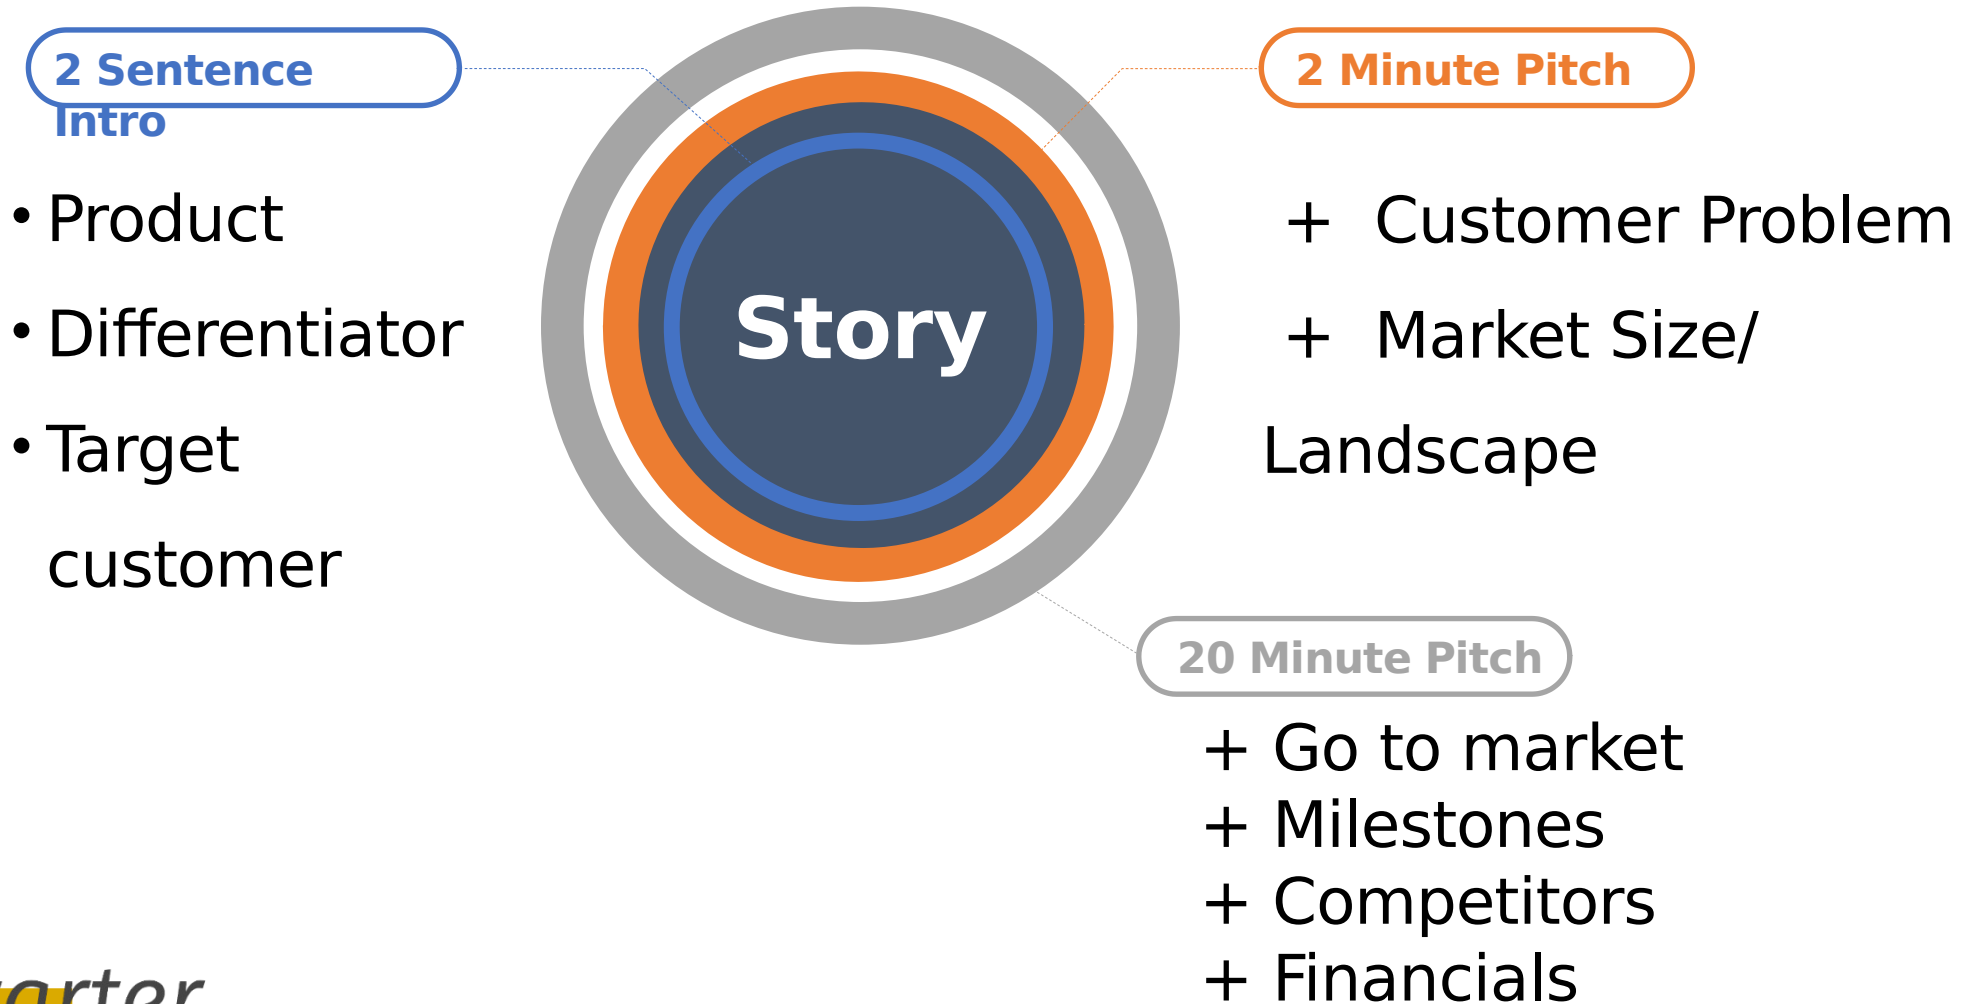 2 Sentence
Intro
• Product
• Differentiator
• Target
customer
Story
2 Minute Pitch
+ Customer Problem
+ Market Size/
Landscape
20 Minute Pitch
+ Go to market
+ Milestones
+ Competitors
+ Financials